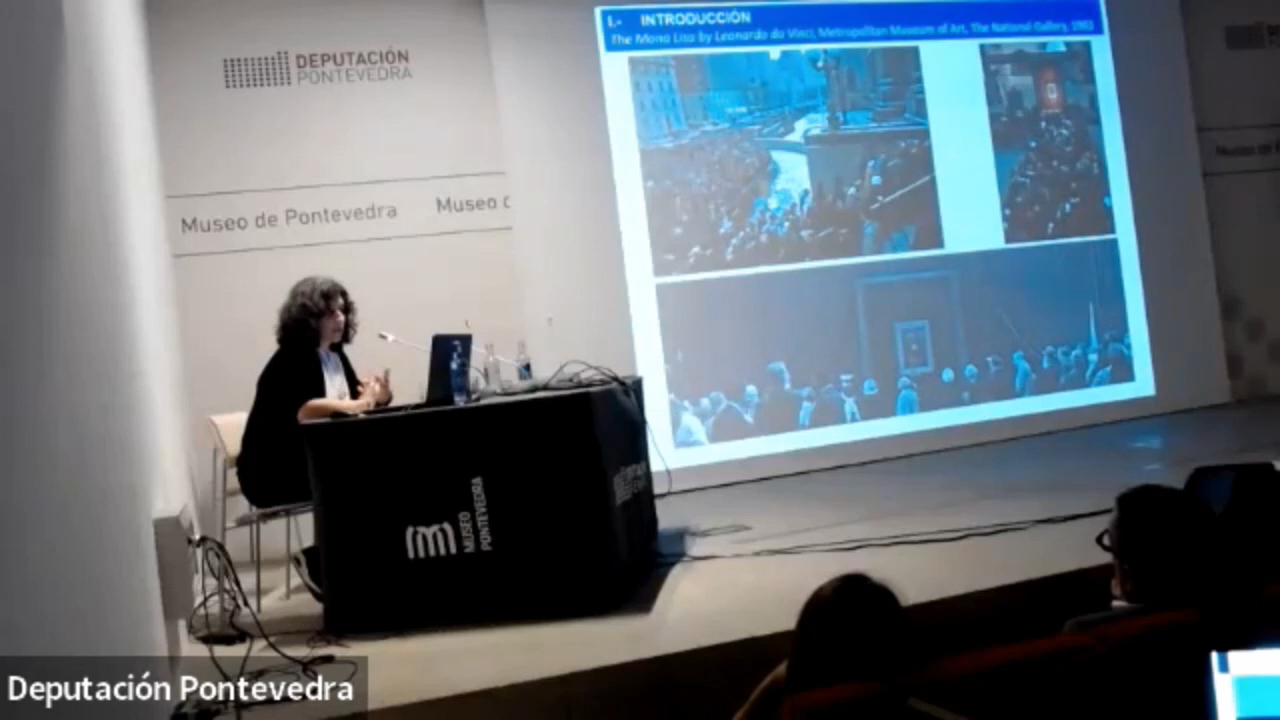 DEPUTACIÓN
PONTEVEDRA
Museo de Pontevedra
Museo
I.- INTRODUCCIÓN
The Mona Lisa by Leonardo da Vinci, Metropolitan Museum of Art, The National Gallery, 1963
MUSEO
PONTEVEDRA
Deputación Pontevedra